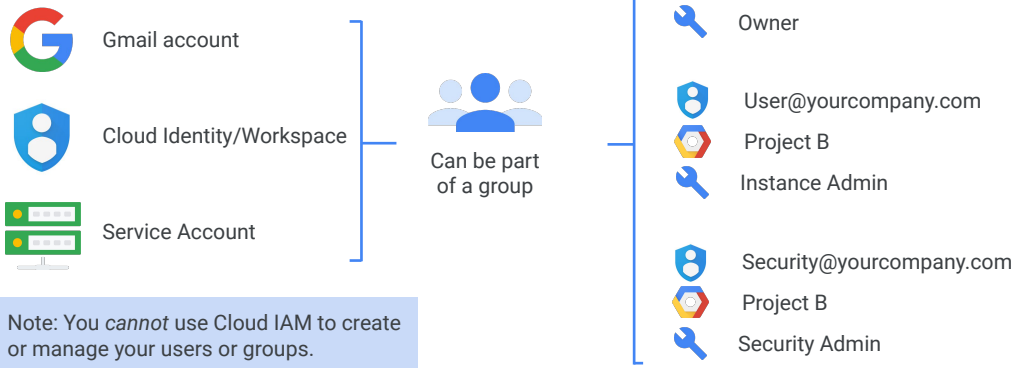 Gmail account
Cloud Identity/Workspace
Service Account
Note: You cannot use Cloud IAM to create
or manage your users or groups.
Can be part
of a group
Owner
User@yourcompany.com
Project B
Instance Admin
Security@yourcompany.com
Project B
Security Admin